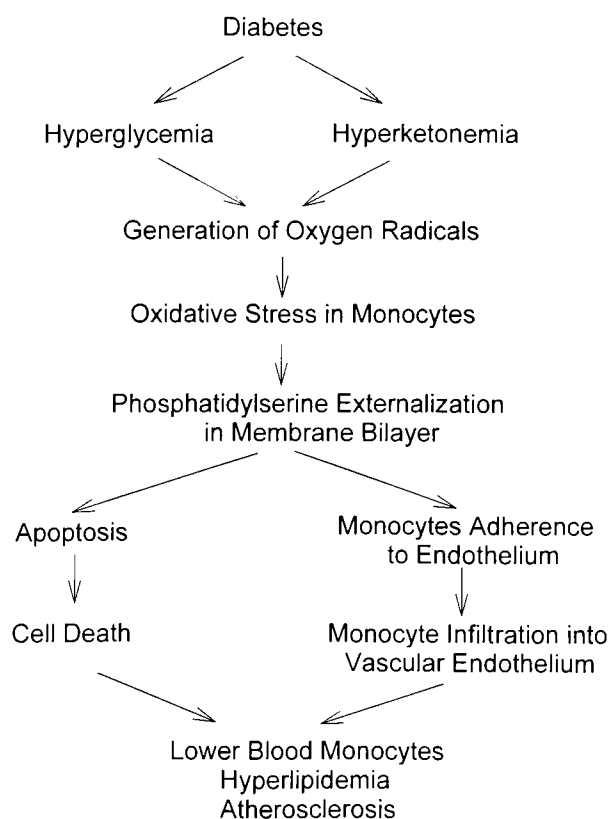 Diabetes
Hyperglycemia
Hyperketonemia
Generation of Oxygen Radicals
Oxidative Stress in Monocytes
Phosphatidylserine Externalization
in Membrane Bilayer
Apoptosis
Monocytes Adherence
to Endothelium
Cell Death
Monocyte Infiltration into
Vascular Endothelium
Lower Blood Monocytes
Hyperlipidemia
Atherosclerosis